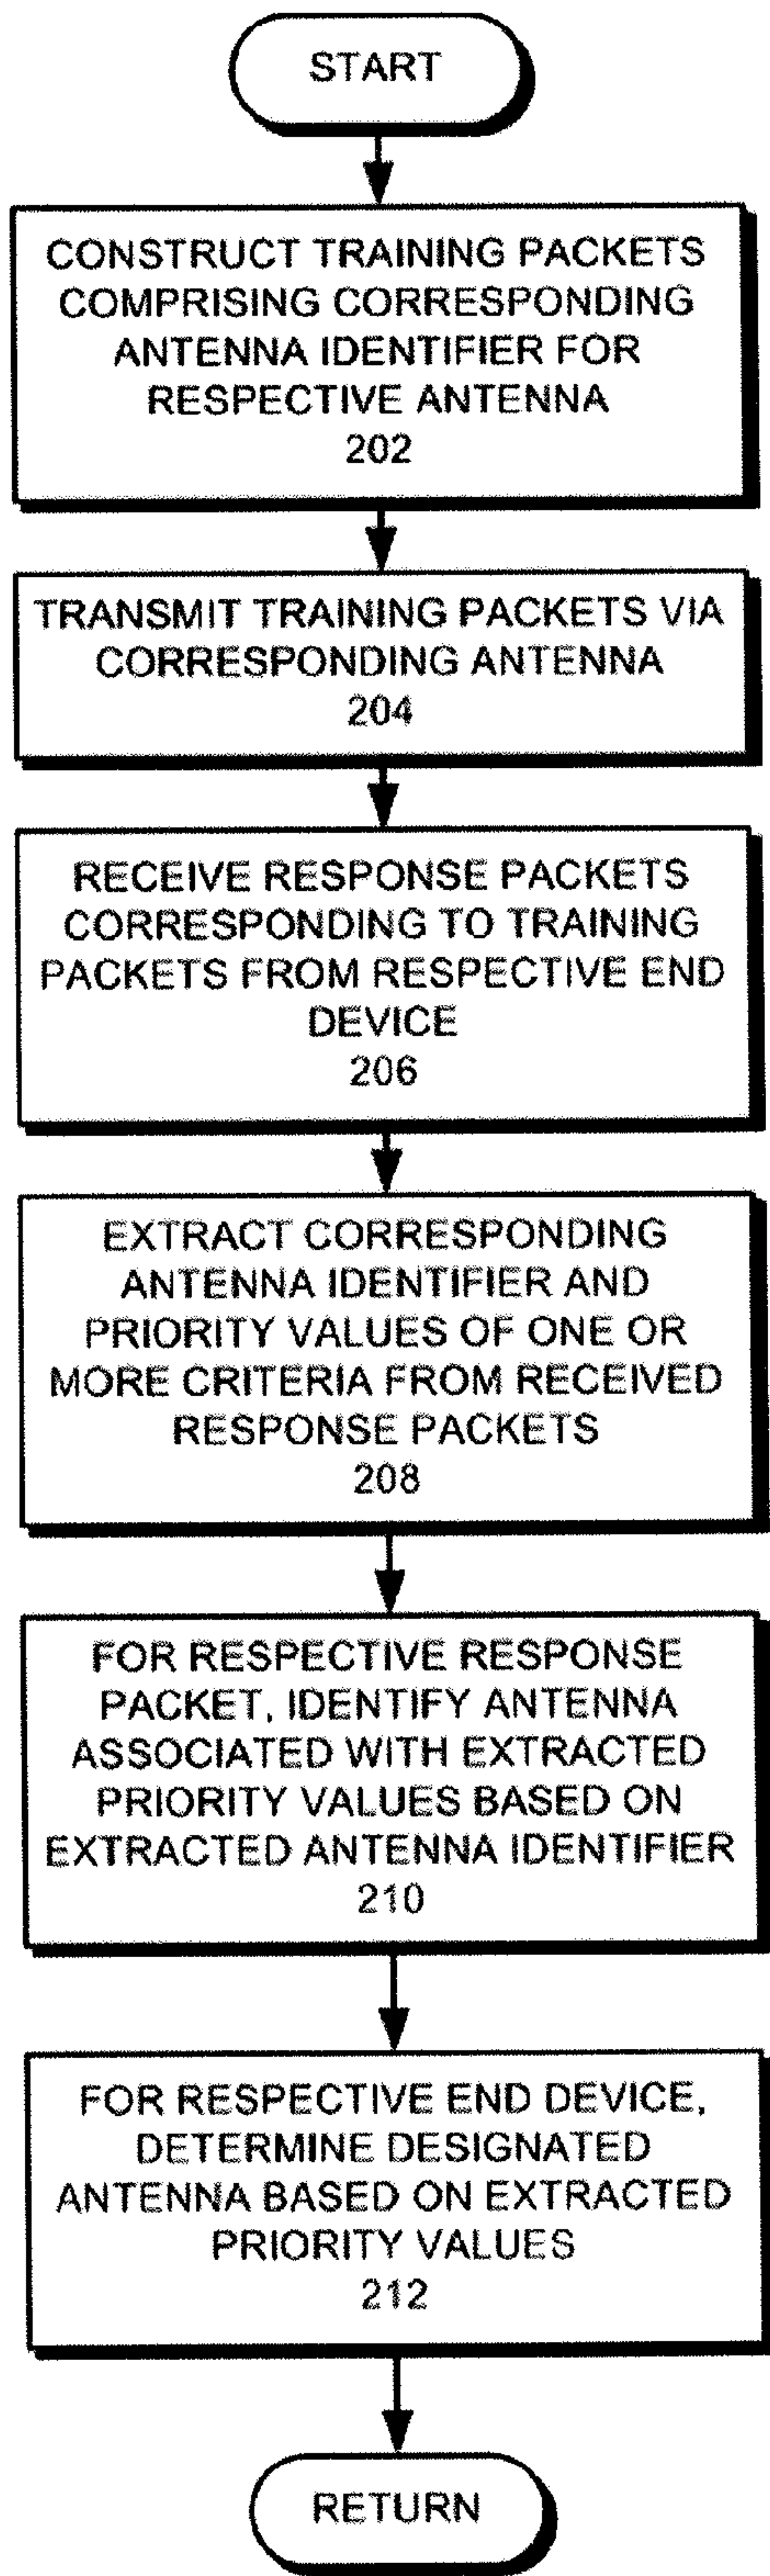 START
CONSTRUCT TRAINING PACKETS
COMPRISING CORRESPONDING
ANTENNA IDENTIFIER FOR
RESPECTIVE ANTENNA
202
TRANSMIT TRAINING PACKETS VIA
CORRESPONDING ANTENNA
204
RECEIVE RESPONSE PACKETS
CORRESPONDING TO TRAINING
PACKETS FROM RESPECTIVE END
DEVICE
206
EXTRACT CORRESPONDING
ANTENNA IDENTIFIER AND
PRIORITY VALUES OF ONE OR
MORE CRITERIA FROM RECEIVED
RESPONSE PACKETS
208
FOR RESPECTIVE RESPONSE
PACKET, IDENTIFY ANTENNA
ASSOCIATED WITH EXTRACTED
PRIORITY VALUES BASED ON
EXTRACTED ANTENNA IDENTIFIER
210
FOR RESPECTIVE END DEVICE,
DETERMINE DESIGNATED
ANTENNA BASED ON EXTRACTED
PRIORITY VALUES
212
RETURN